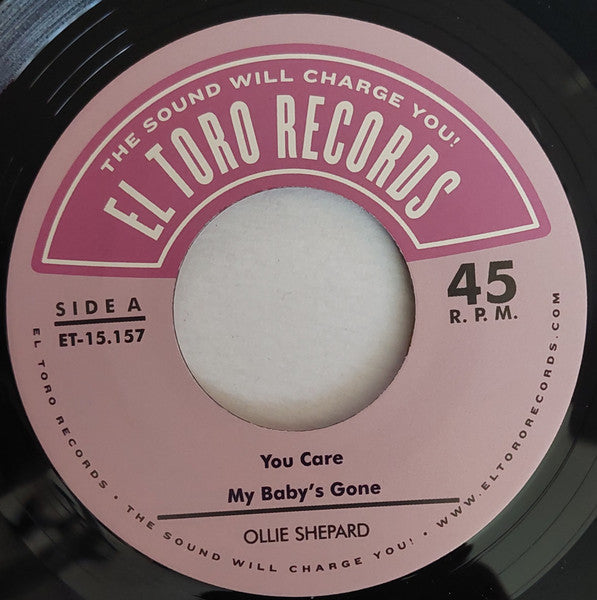 THE SOUND WILL CHARGE YOU!
EL TORO RECORDS
SIDE A
ET-15.157
45
R. P. M.
You Care
My Baby's Gone
OLLIE SHEPARD
EL TORO RECORDS • THE SOUND WILL CHARGE YOU! • WWW.ELTORORECORDS.COM